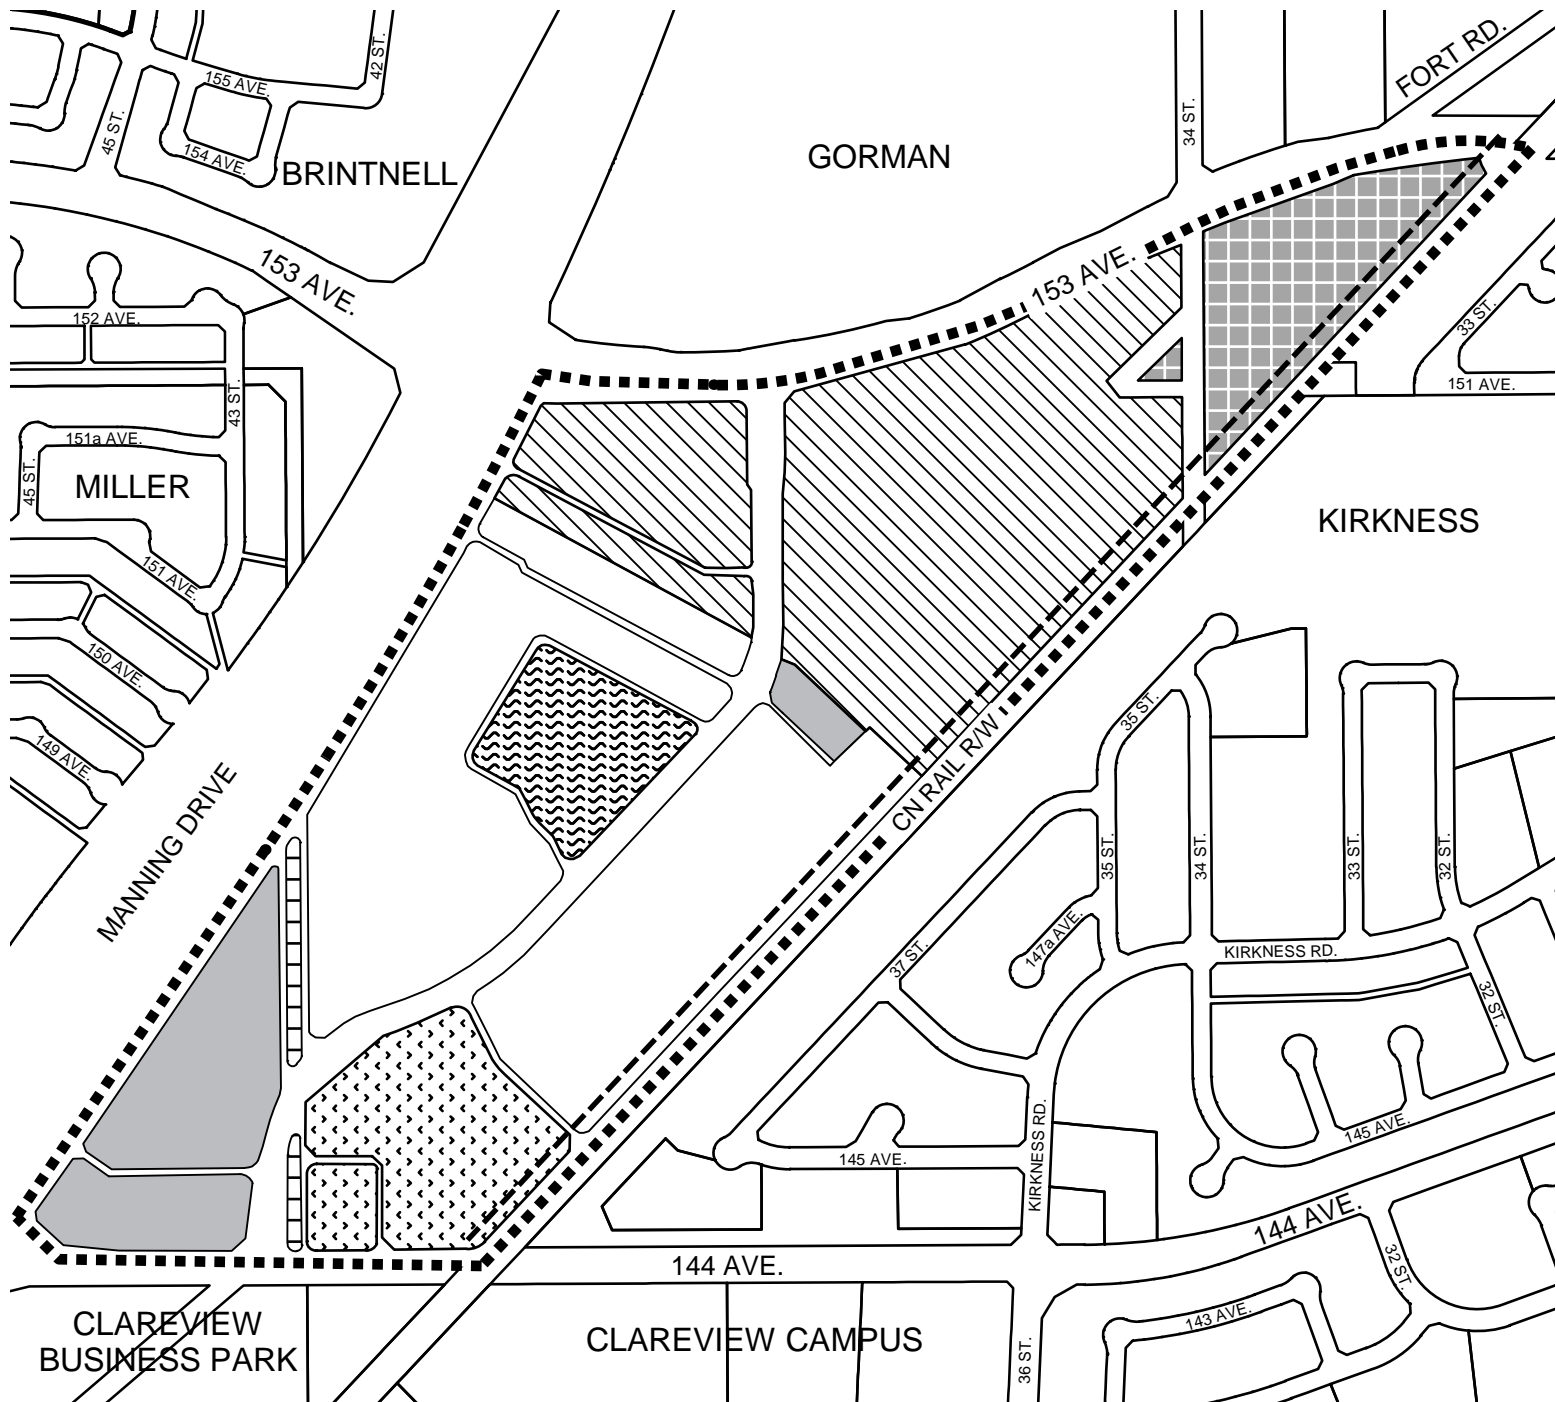 FORT RD.
42 ST.
155 AVE.
45 ST.
34 ST.
154 AVE.
BRINTNELL
GORMAN
153 AVE.
153 AVE.
152 AVE.
33 ST.
43 ST.
151 AVE.
151a AVE.
45 ST.
MILLER
KIRKNESS
151 AVE.
150 AVE.
35 ST.
149 AVE.
CN RAIL R/W
MANNING DRIVE
35 ST.
34 ST.
33 ST.
32 ST.
147a AVE.
37 ST.
KIRKNESS RD.
32 ST.
145 AVE.
145 AVE.
KIRKNESS RD.
144 AVE.
144 AVE.
32 ST.
143 AVE.
CLAREVIEW
BUSINESS PARK
CLAREVIEW CAMPUS
36 ST.